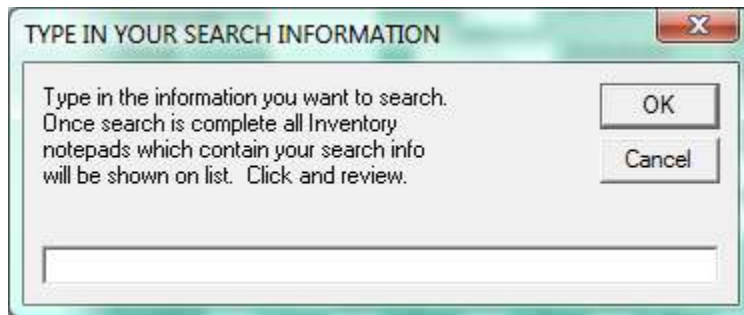 TYPE IN YOUR SEARCH INFORMATION
Type in the information you want to search.
Once search is complete all Inventory
notepads which contain your search info
will be shown on list.  Click and review.
OK
Cancel